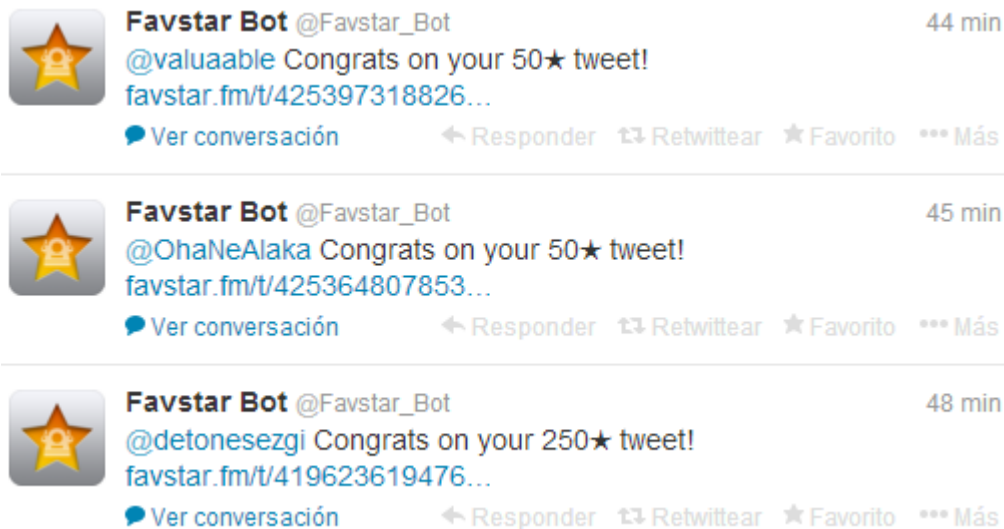 Favstar Bot @Favstar_Bot 44 min
@valuaable Congrats on your 50★ tweet!
favstar.fm/t/425397318826...
Ver conversación Responder Retwittear Favorito Más
Favstar Bot @Favstar_Bot 45 min
@OhaNeAlaka Congrats on your 50★ tweet!
favstar.fm/t/425364807853...
Ver conversación Responder Retwittear Favorito Más
Favstar Bot @Favstar_Bot 48 min
@detonesezgi Congrats on your 250★ tweet!
favstar.fm/t/419623619476...
Ver conversación Responder Retwittear Favorito Más